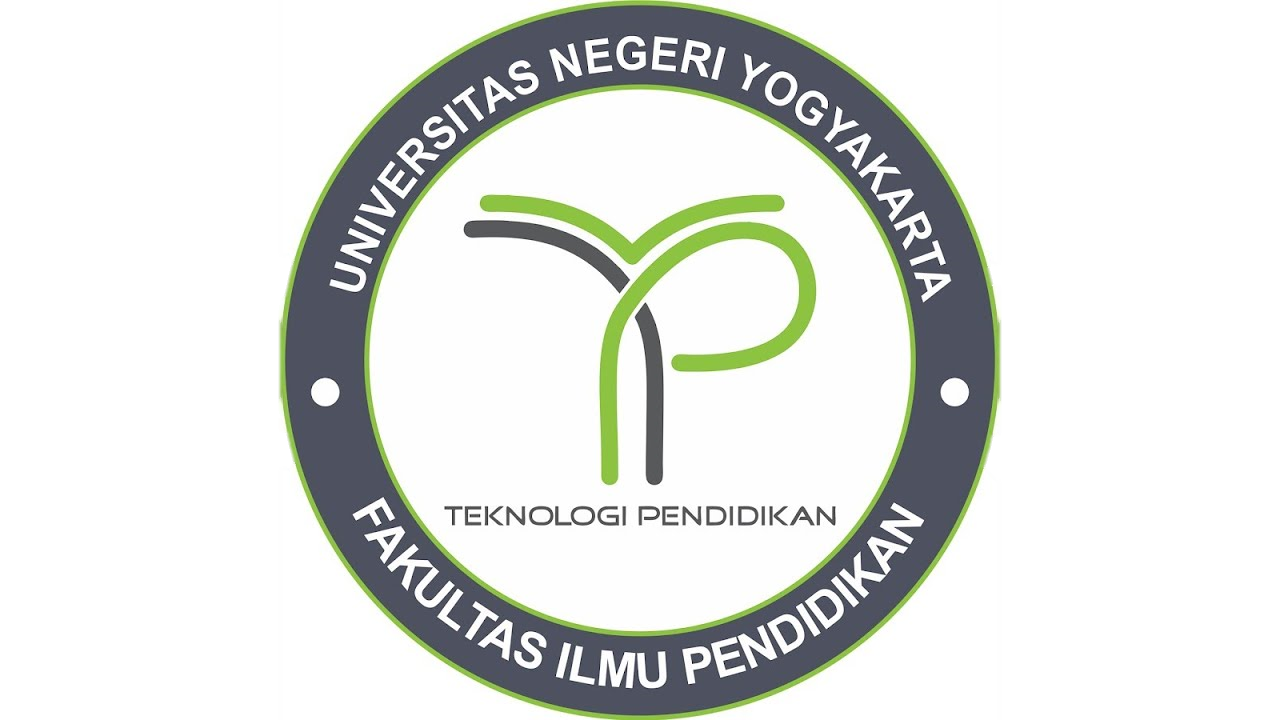 UNIVERSITAS NEGERI YOGYAKARTA
TEKNOLOGI PENDIDIKAN
FAKULTAS ILMU PENDIDIKAN